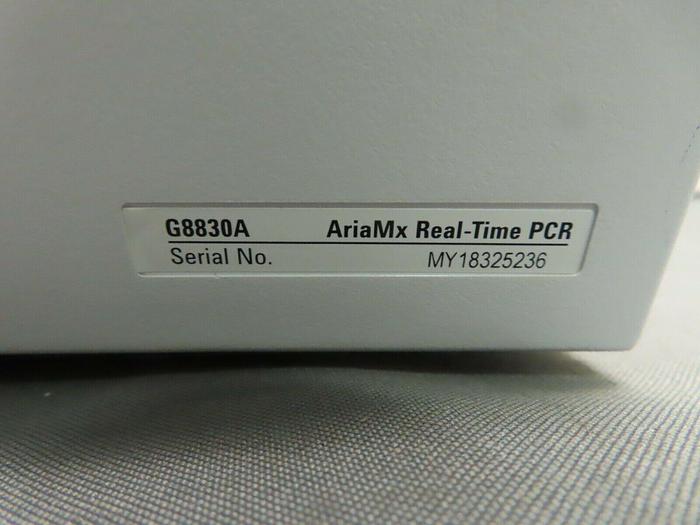 G8830A AriaMx Real-Time PCR
Serial No. MY18325236